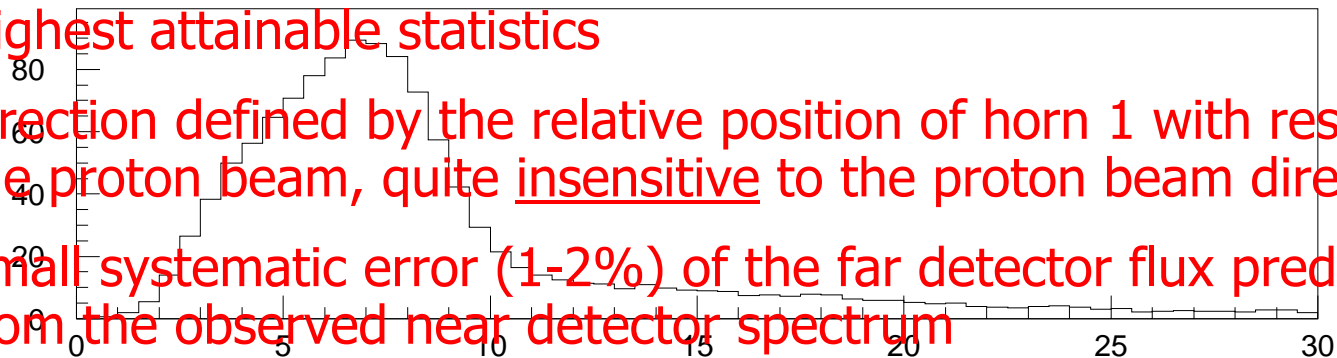 ighest attainable statistics
80
rection defined by the relative position of horn 1 with res
60
e proton beam, quite insensitive to the proton beam dire
40
mall systematic error (1-2%) of the far detector flux pred
20
om the observed near detector spectrum
0
0 5 10 15 20 25 30